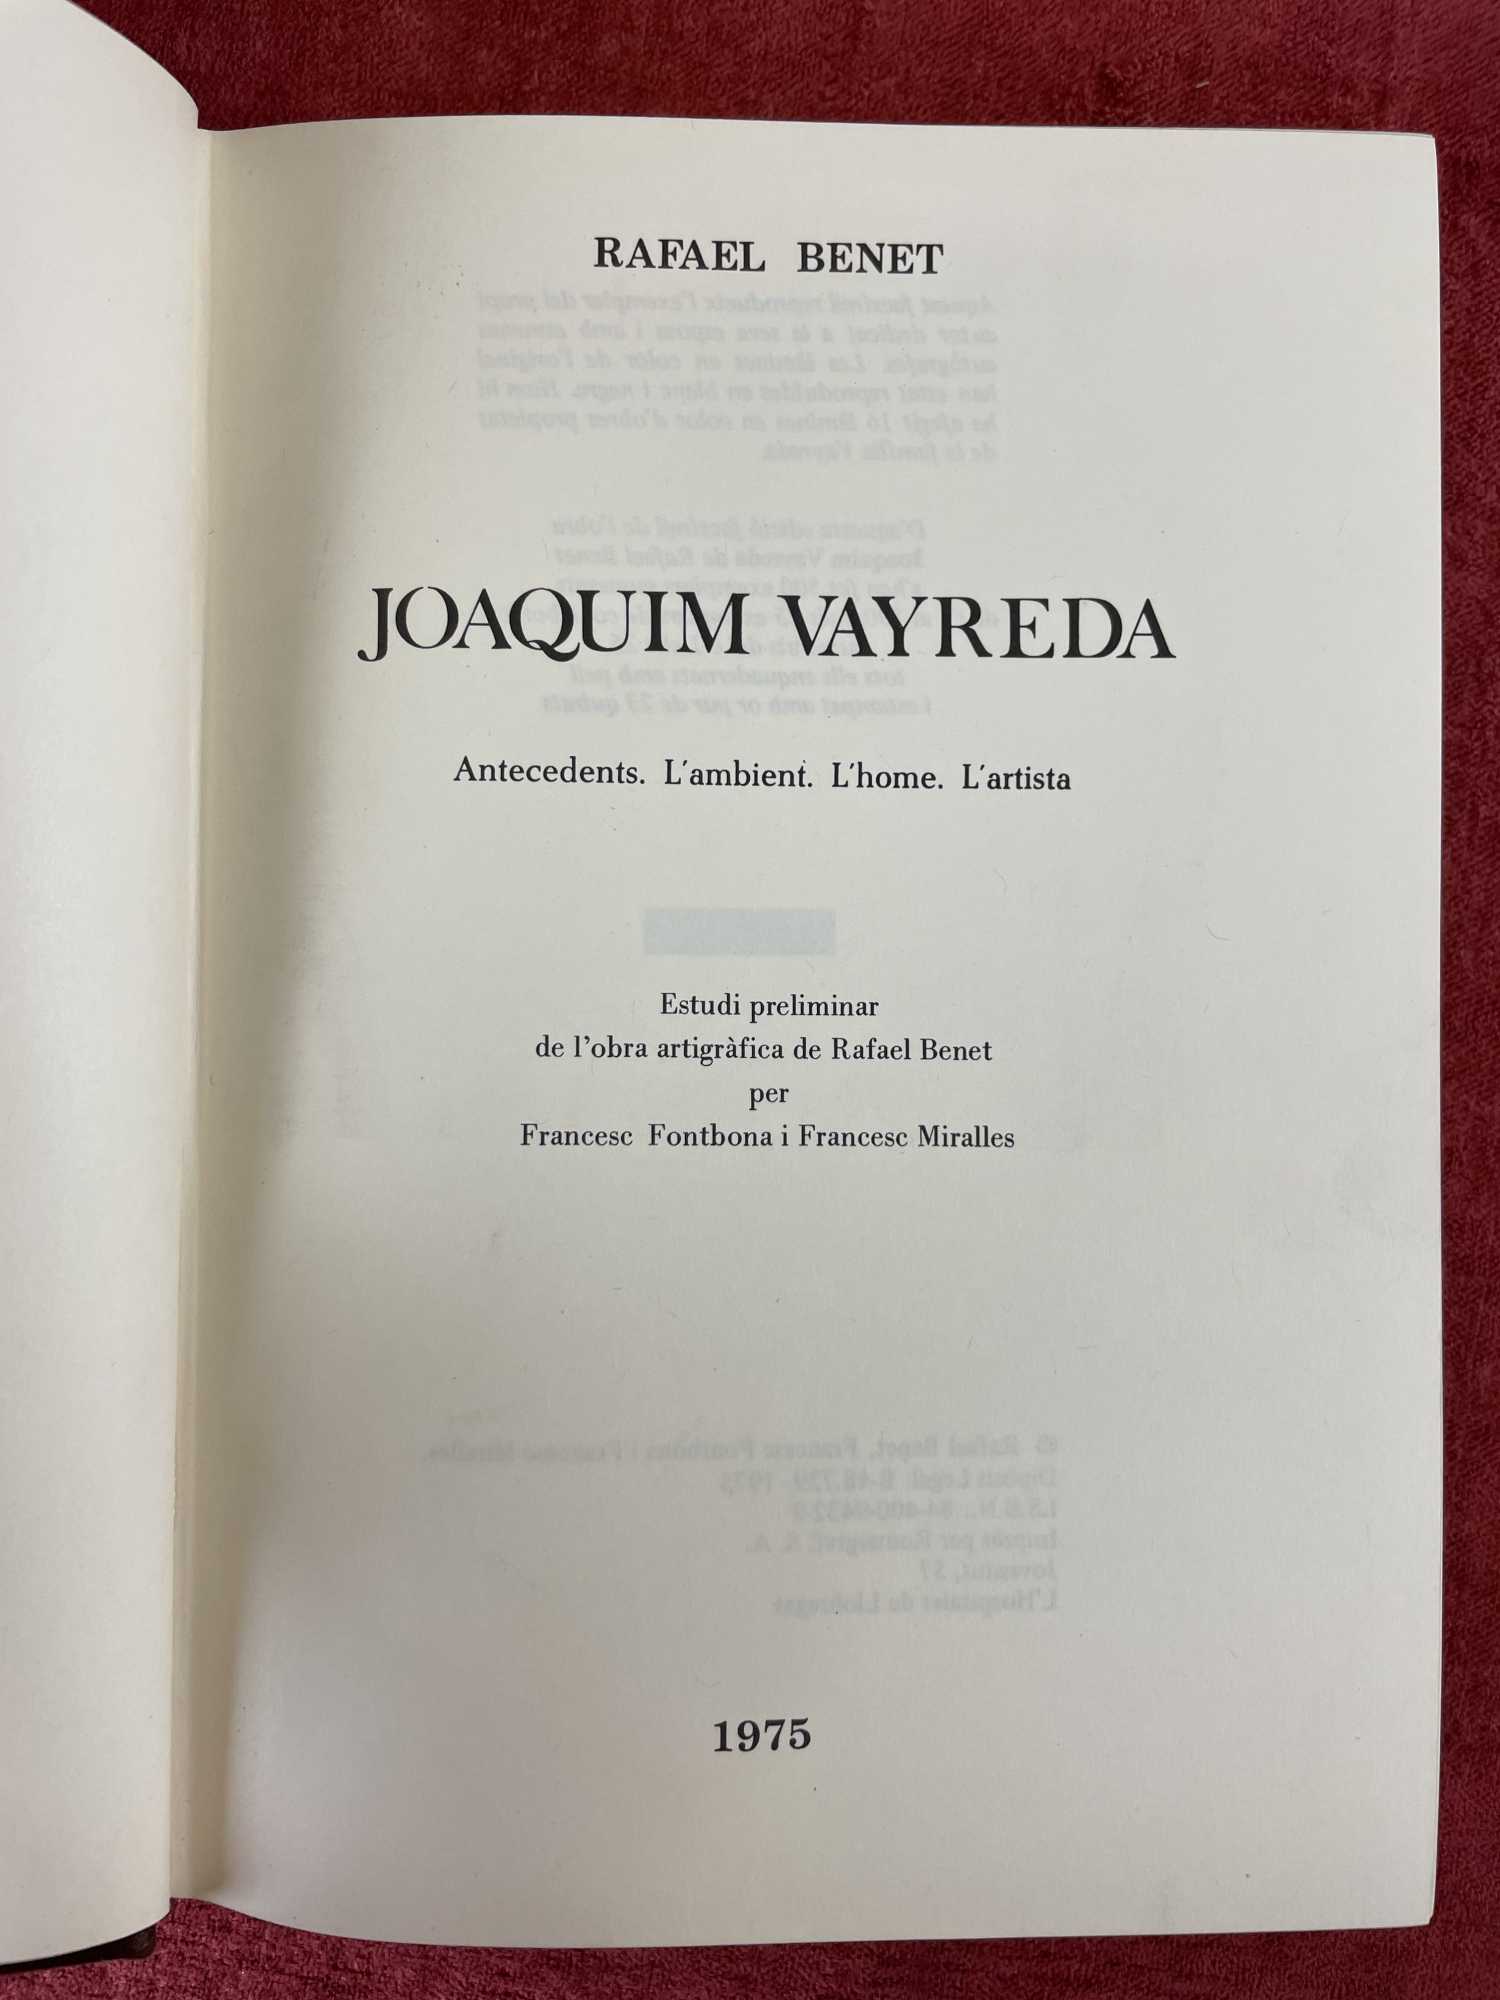 RAFAEL BENET
JOAQUIM VAYREDA
Antecedents. L'ambient. L'home. L'artista
Estudi preliminar
de l'obra artigràfica de Rafael Benet
per
Francesc Fontbona i Francesc Miralles
1975